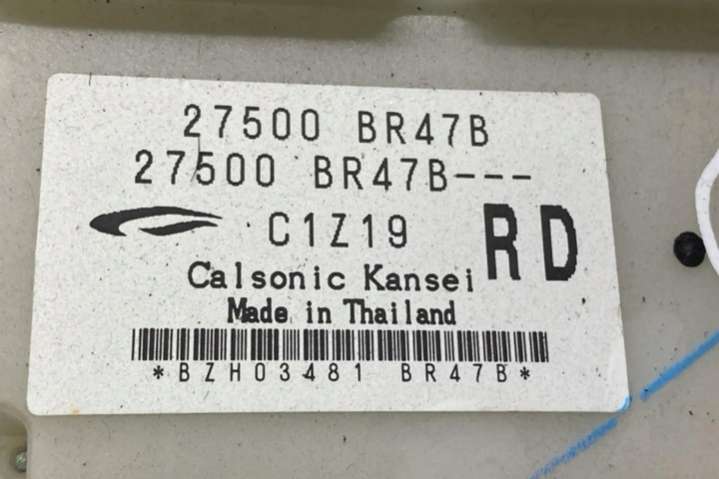 27500 BR47B
27500 BR47B---
C1Z19 RD
Calsonic Kansei
Made in Thailand
*BZH03481 BR47B*